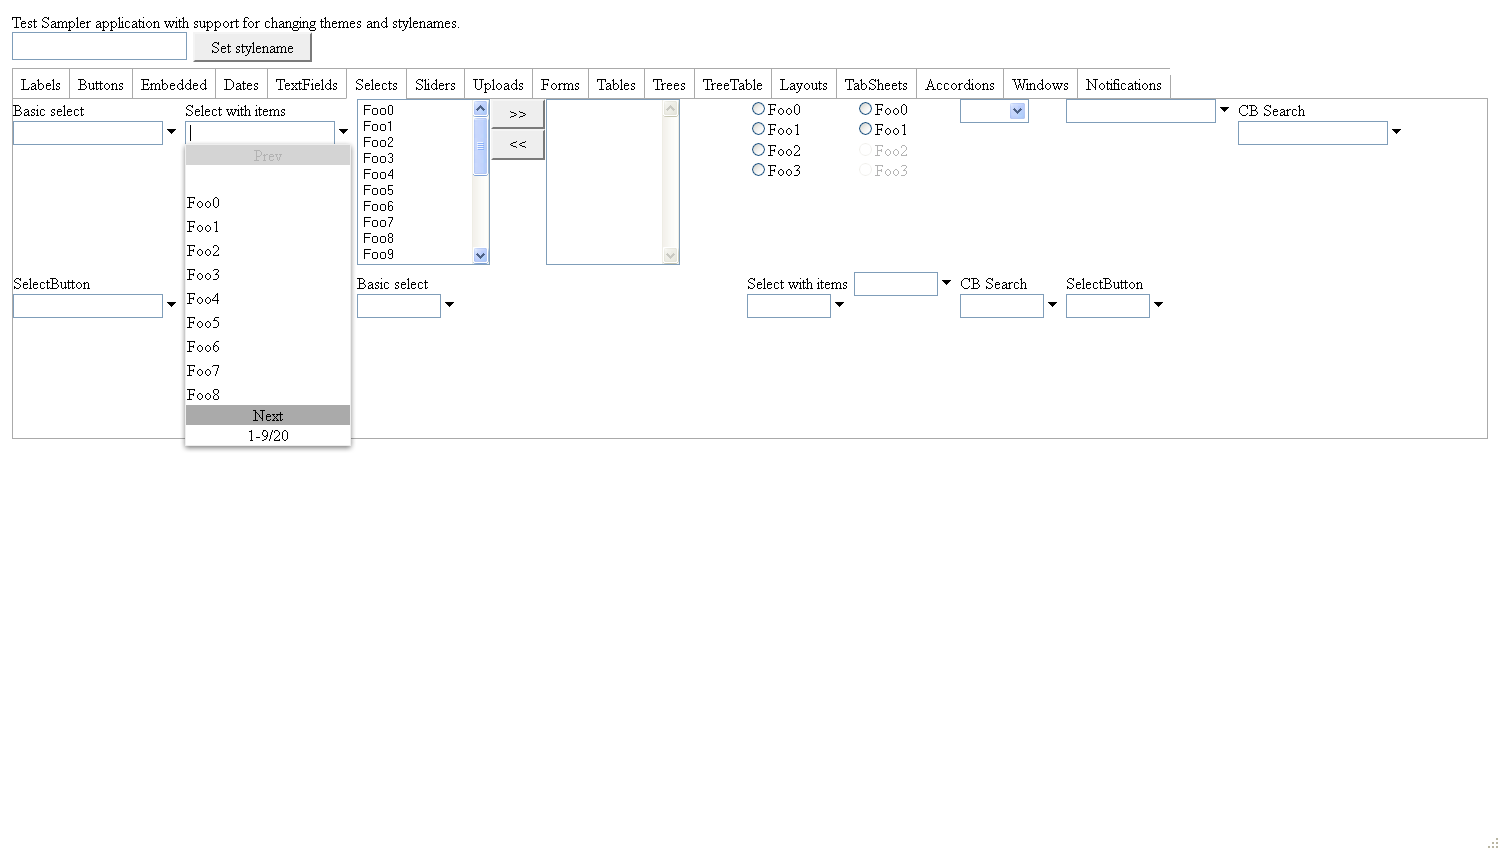 Test Sampler application with support for changing themes and stylenames.
Set stylename
Labels Buttons Embedded Dates TextFields Selects Sliders Uploads Forms Tables Trees TreeTable Layouts TabSheets Accordions Windows Notifications
Basic select
Select with items
Prev
Foo0
Foo1
Foo2
Foo3
Foo4
Foo5
Foo6
Foo7
Foo8
Next
1-9/20
Foo0
Foo1
Foo2
Foo3
Foo4
Foo5
Foo6
Foo7
Foo8
Foo9
>>
<<
Foo0
Foo1
Foo2
Foo3
Foo0
Foo1
Foo2
Foo3
CB Search
SelectButton
Basic select
Select with items
CB Search
SelectButton